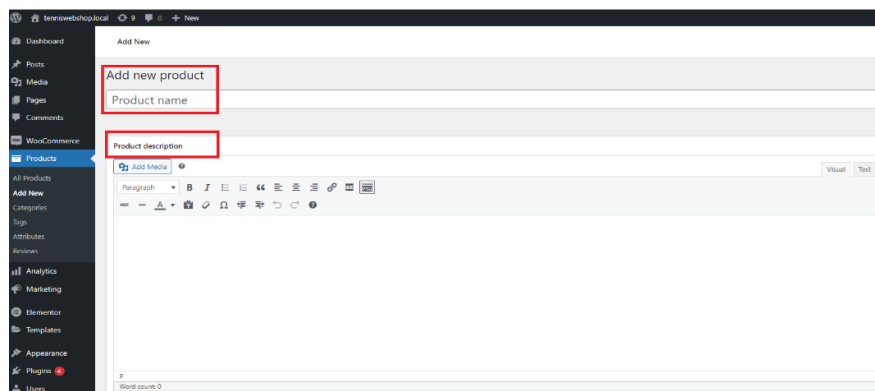 tenniswebshop.local 9 0 + New
Dashboard
Posts
Media
Pages
Comments
WooCommerce
Products
All Products
Add New
Categories
Tags
Attributes
Reviews
Analytics
Marketing
Elementor
Templates
Appearance
Plugins 4
Users
Add New
Add new product
Product name
Product description
Add Media
Visual Text
Paragraph B I
ABC A Ω
P
Word count: 0